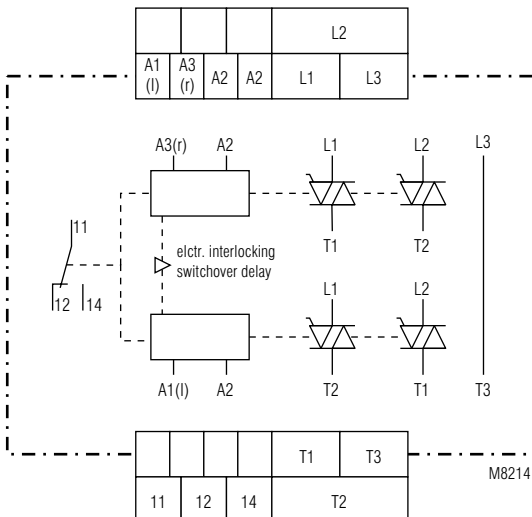 L2
A1 (l) A3 (r) A2 A2 L1 L3
A3(r) A2 L1 L2 L3
T1 T2
11
elctr. interlocking
switchover delay
12 14
L1 L2
A1(l) A2 T2 T1 T3
T1 T3
M8214
11 12 14 T2